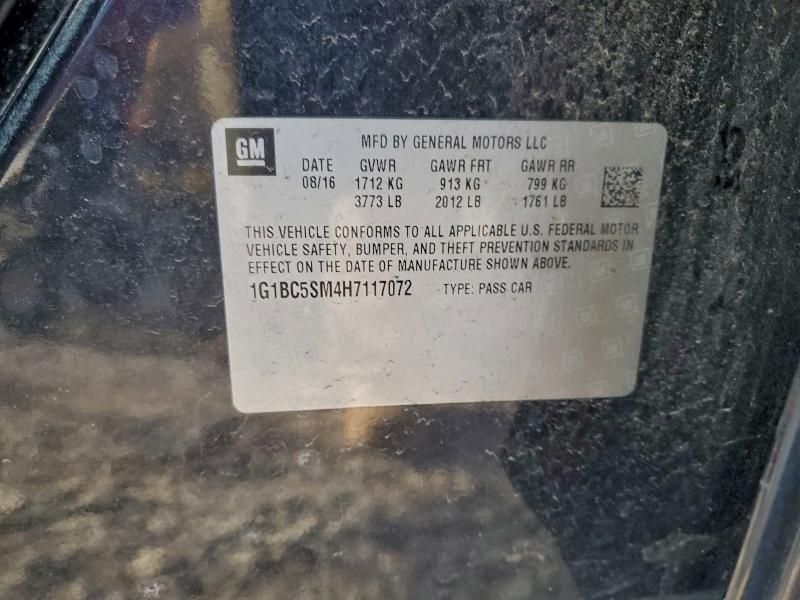 GM
MFD BY GENERAL MOTORS LLC
DATE GVWR GAWR FRT GAWR RR
08/16 1712 KG 913 KG 799 KG
3773 LB 2012 LB 1761 LB
THIS VEHICLE CONFORMS TO ALL APPLICABLE U.S. FEDERAL MOTOR
VEHICLE SAFETY, BUMPER, AND THEFT PREVENTION STANDARDS IN
EFFECT ON THE DATE OF MANUFACTURE SHOWN ABOVE.
1G1BC5SM4H7117072 TYPE: PASS CAR